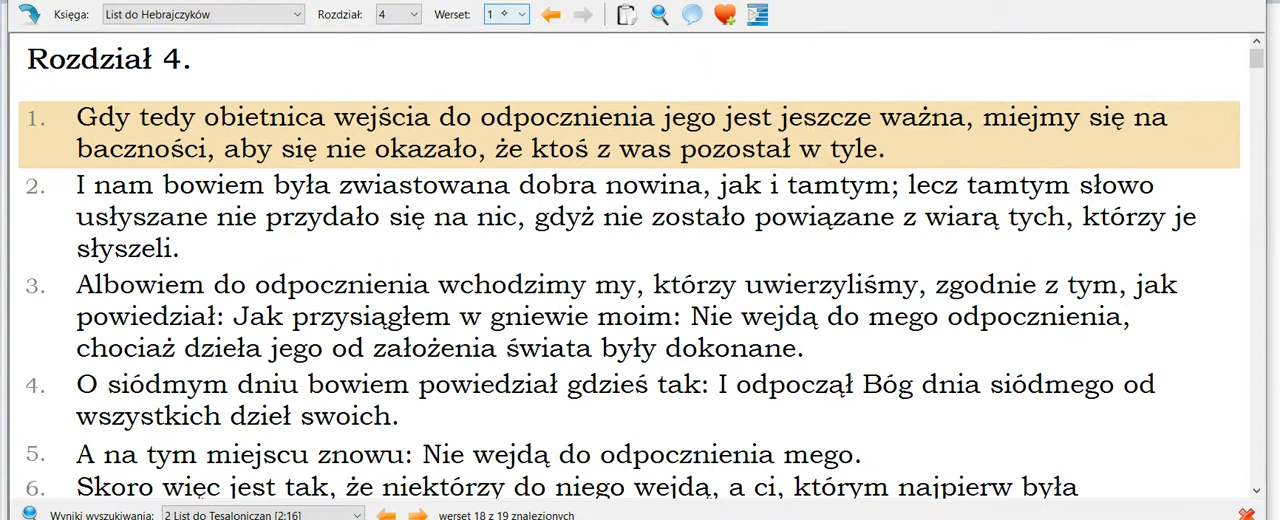 Księga: List do Hebrajczyków Rozdział: 4 Werset: 1
Rozdział 4.
1. Gdy tedy obietnica wejścia do odpocznienia jego jest jeszcze ważna, miejmy się na
baczności, aby się nie okazało, że ktoś z was pozostał w tyle.
2. I nam bowiem była zwiastowana dobra nowina, jak i tamtym; lecz tamtym słowo
usłyszane nie przydało się na nic, gdyż nie zostało powiązane z wiarą tych, którzy je
słyszeli.
3. Albowiem do odpocznienia wchodzimy my, którzy uwierzyliśmy, zgodnie z tym, jak
powiedział: Jak przysiągłem w gniewie moim: Nie wejdą do mego odpocznienia,
chociaż dzieła jego od założenia świata były dokonane.
4. O siódmym dniu bowiem powiedział gdzieś tak: I odpoczął Bóg dnia siódmego od
wszystkich dzieł swoich.
5. A na tym miejscu znowu: Nie wejdą do odpocznienia mego.
6. Skoro więc jest tak, że niektórzy do niego wejdą, a ci, którym najpierw była
Wyniki wyszukiwania: 2 List do Tesaloniczan [2:16] werset 18 z 19 znalezionych